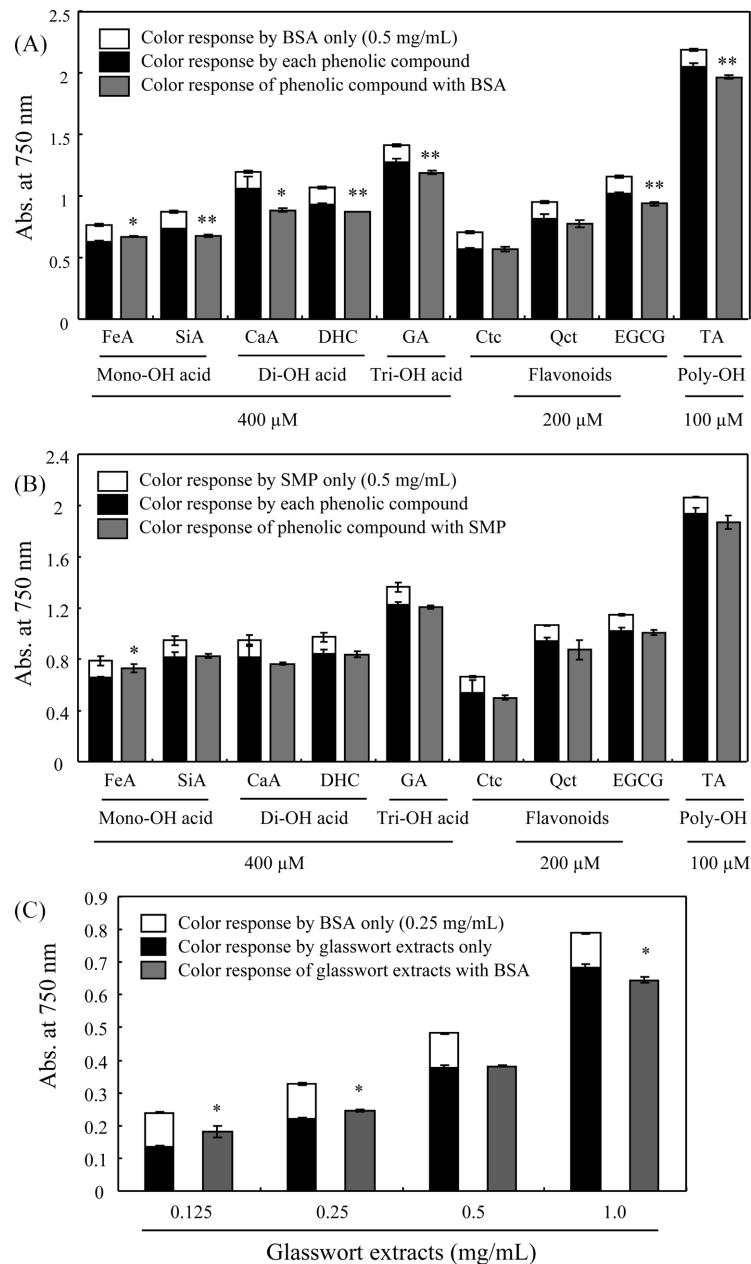 (A)
Abs. at 750 nm
2.5
2
1.5
1
0.5
0
Color response by BSA only (0.5 mg/mL)
Color response by each phenolic compound
Color response of phenolic compound with BSA
* ** * ** ** ** **
FeA SiA CaA DHC GA Ctc Qct EGCG TA
Mono-OH acid Di-OH acid Tri-OH acid Flavonoids Poly-OH
400 µM 200 µM 100 µM
(B)
Abs. at 750 nm
2.4
2
1.6
1.2
0.8
0.4
0
Color response by SMP only (0.5 mg/mL)
Color response by each phenolic compound
Color response of phenolic compound with SMP
*
FeA SiA CaA DHC GA Ctc Qct EGCG TA
Mono-OH acid Di-OH acid Tri-OH acid Flavonoids Poly-OH
400 µM 200 µM 100 µM
(C)
Abs. at 750 nm
0.9
0.8
0.7
0.6
0.5
0.4
0.3
0.2
0.1
0
Color response by BSA only (0.25 mg/mL)
Color response by glasswort extracts only
Color response of glasswort extracts with BSA
* * *
0.125 0.25 0.5 1.0
Glasswort extracts (mg/mL)